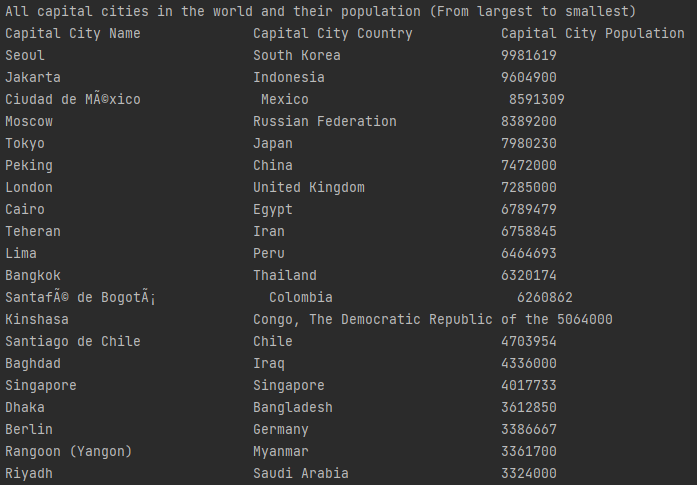 All capital cities in the world and their population (From largest to smallest)
Capital City Name Capital City Country Capital City Population
Seoul South Korea 9981619
Jakarta Indonesia 9604900
Ciudad de MÃ©xico Mexico 8591309
Moscow Russian Federation 8389200
Tokyo Japan 7980230
Peking China 7472000
London United Kingdom 7285000
Cairo Egypt 6789479
Teheran Iran 6758845
Lima Peru 6464693
Bangkok Thailand 6320174
SantafÃ© de BogotÃ¡ Colombia 6260862
Kinshasa Congo, The Democratic Republic of the 5064000
Santiago de Chile Chile 4703954
Baghdad Iraq 4336000
Singapore Singapore 4017733
Dhaka Bangladesh 3612850
Berlin Germany 3386667
Rangoon (Yangon) Myanmar 3361700
Riyadh Saudi Arabia 3324000